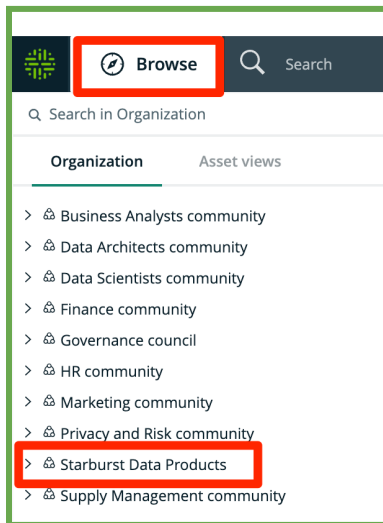 Browse Search
Search in Organization
Organization Asset views
Business Analysts community
Data Architects community
Data Scientists community
Finance community
Governance council
HR community
Marketing community
Privacy and Risk community
Starburst Data Products
Supply Management community